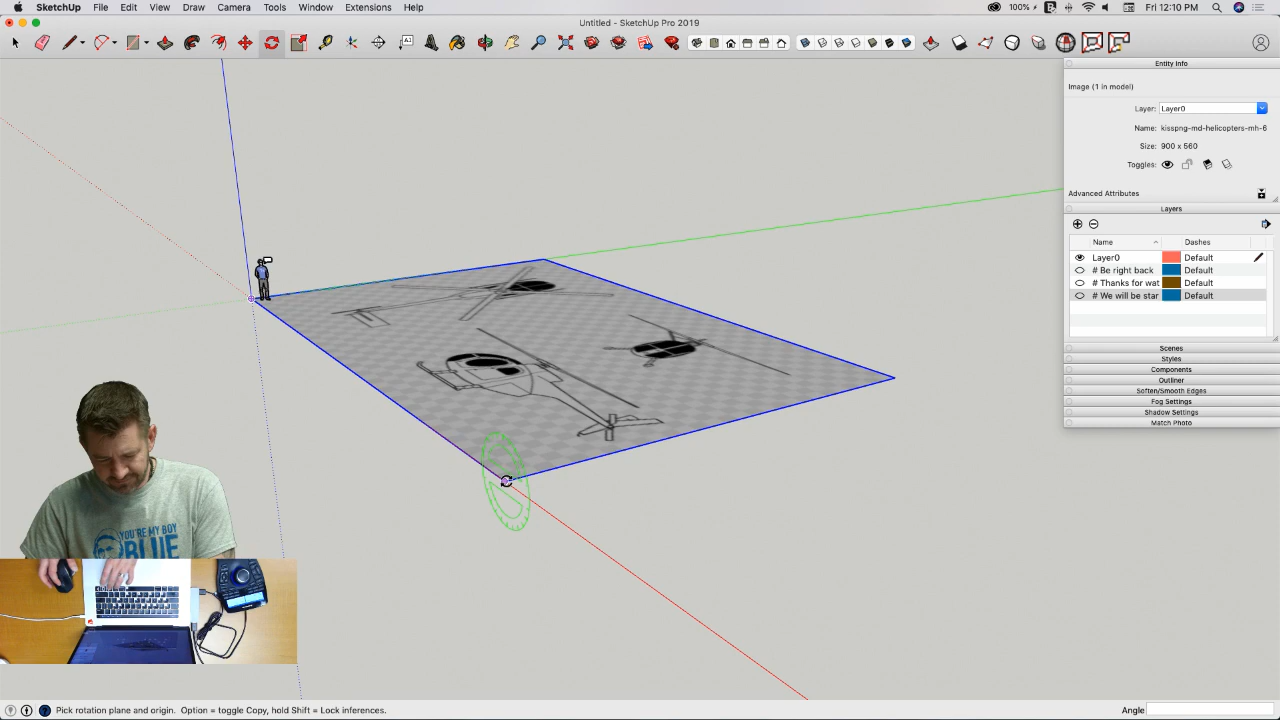 SketchUp File Edit View Draw Camera Tools Window Extensions Help
100% Fri 12:10 PM
Untitled - SketchUp Pro 2019
Entity Info
Image (1 in model)
Layer: Layer0
Name: kisspng-md-helicopters-mh-6
Size: 900 x 560
Toggles:
Advanced Attributes
Layers
Name Dashes
Layer0 Default
# Be right back Default
# Thanks for wat Default
# We will be star Default
Scenes
Styles
Components
Outliner
Soften/Smooth Edges
Fog Settings
Shadow Settings
Match Photo
YOU'RE MY BOY
BLUE
Pick rotation plane and origin. Option = toggle Copy, hold Shift = Lock inferences.
Angle